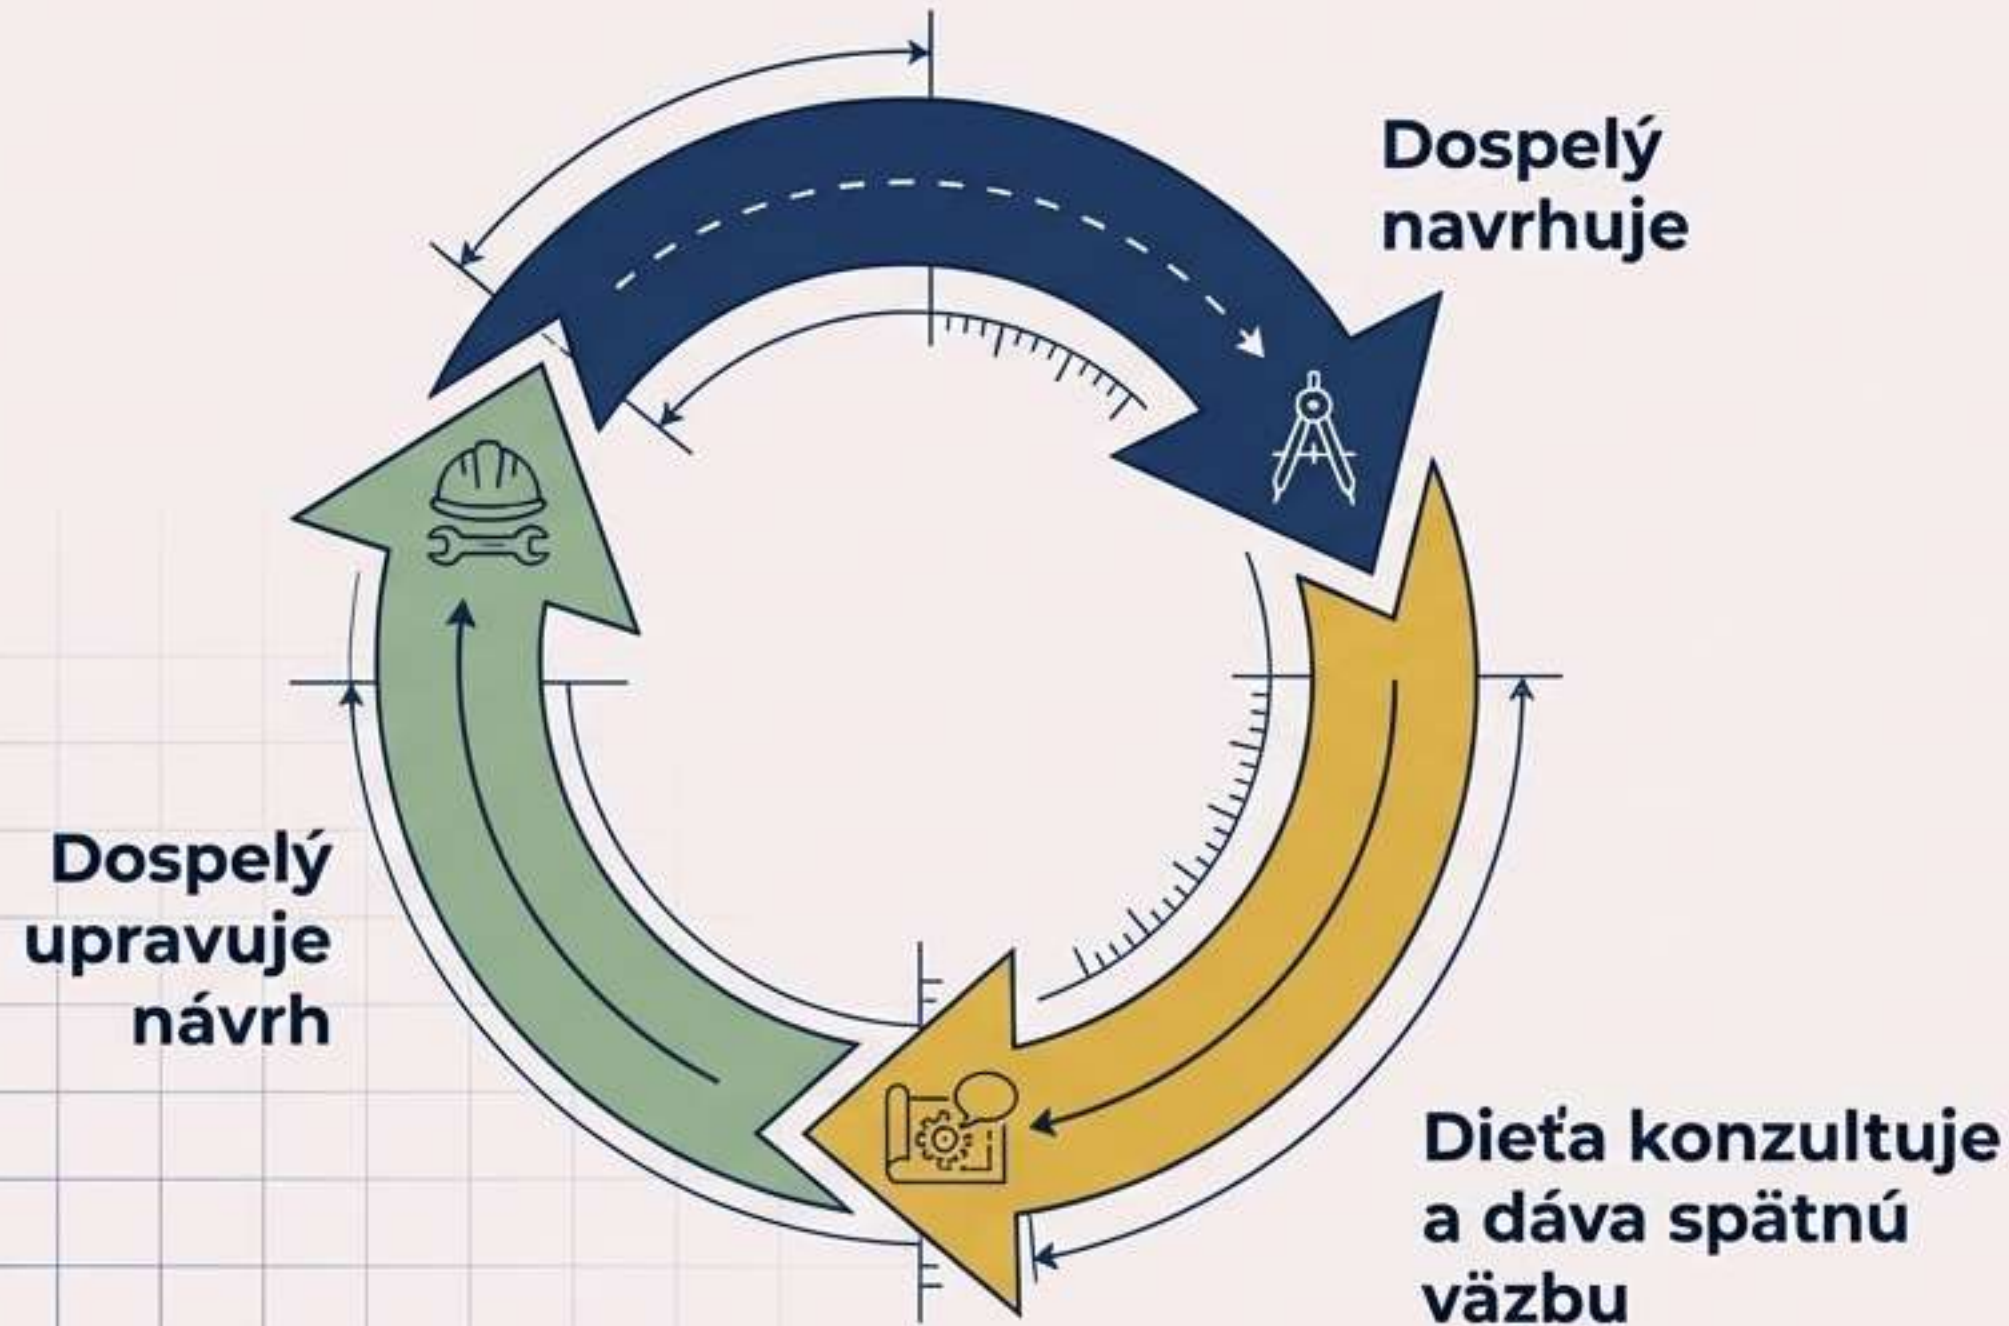 Dospelý
navrhuje
Dospelý
upravuje
návrh
Dieťa konzultuje
a dáva spätnú
väzbu